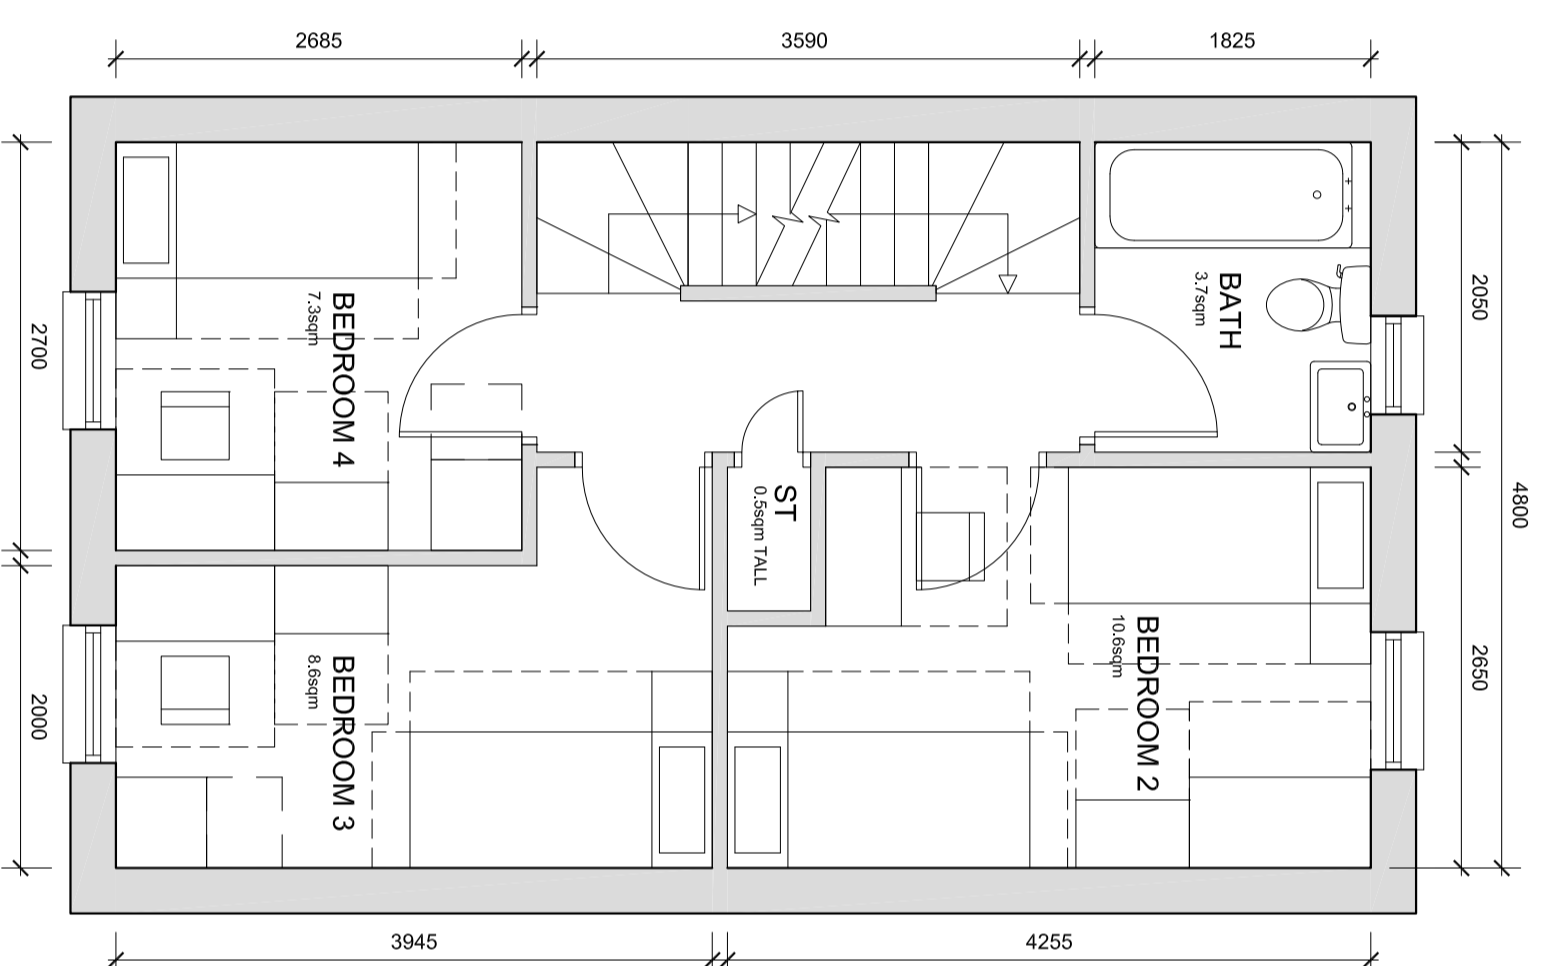 2685
3590
1825
BEDROOM 4
7.3sqm
BATH
3.7sqm
2700
2050
4800
ST
0.5sqm TALL
BEDROOM 3
8.6sqm
BEDROOM 2
10.6sqm
2000
2650
3945
4255